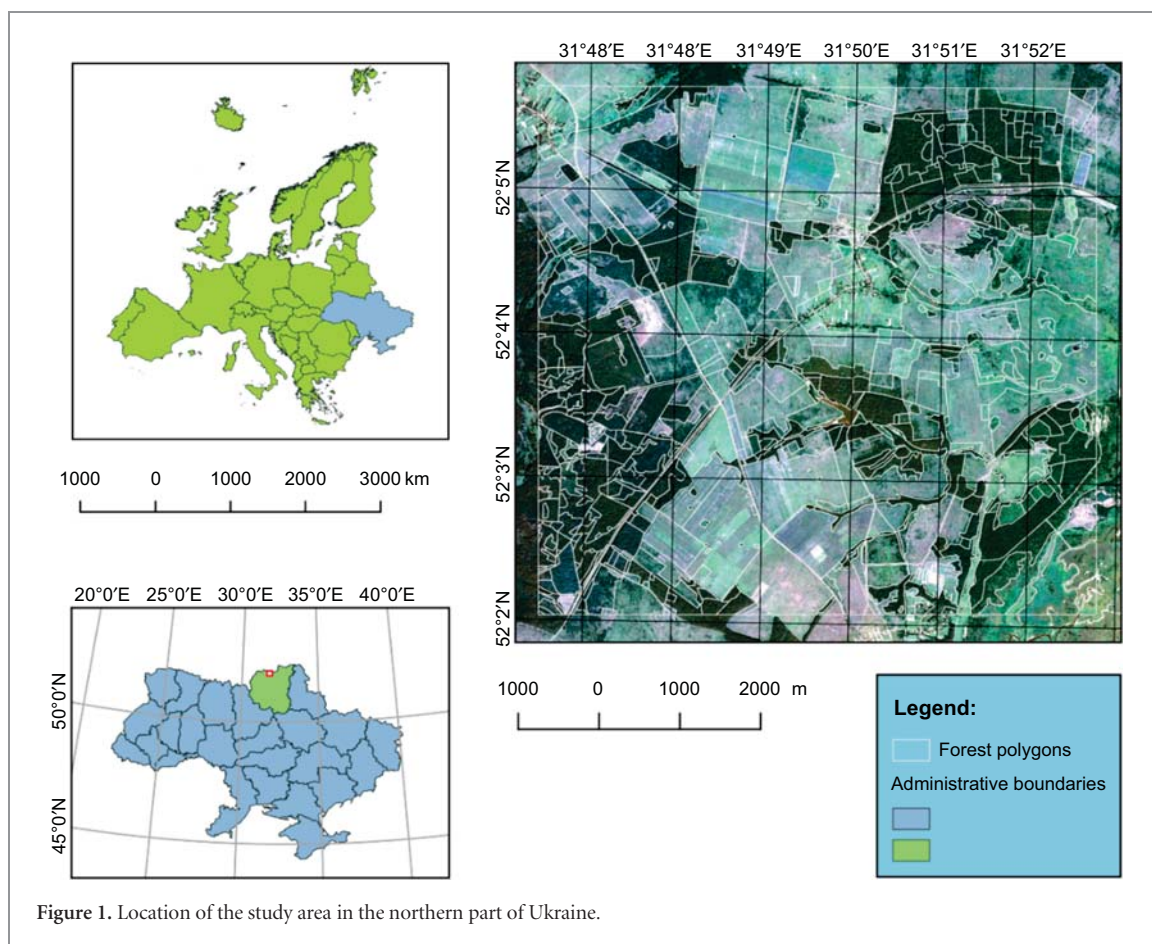 1000 0 1000 2000 3000 km
20°0′E 25°0′E 30°0′E 35°0′E 40°0′E
50°0′N
45°0′N
31°48′E 31°48′E 31°49′E 31°50′E 31°51′E 31°52′E
52°5′N
52°4′N
52°3′N
52°2′N
1000 0 1000 2000 m
Legend:
Forest polygons
Administrative boundaries
Figure 1. Location of the study area in the northern part of Ukraine.